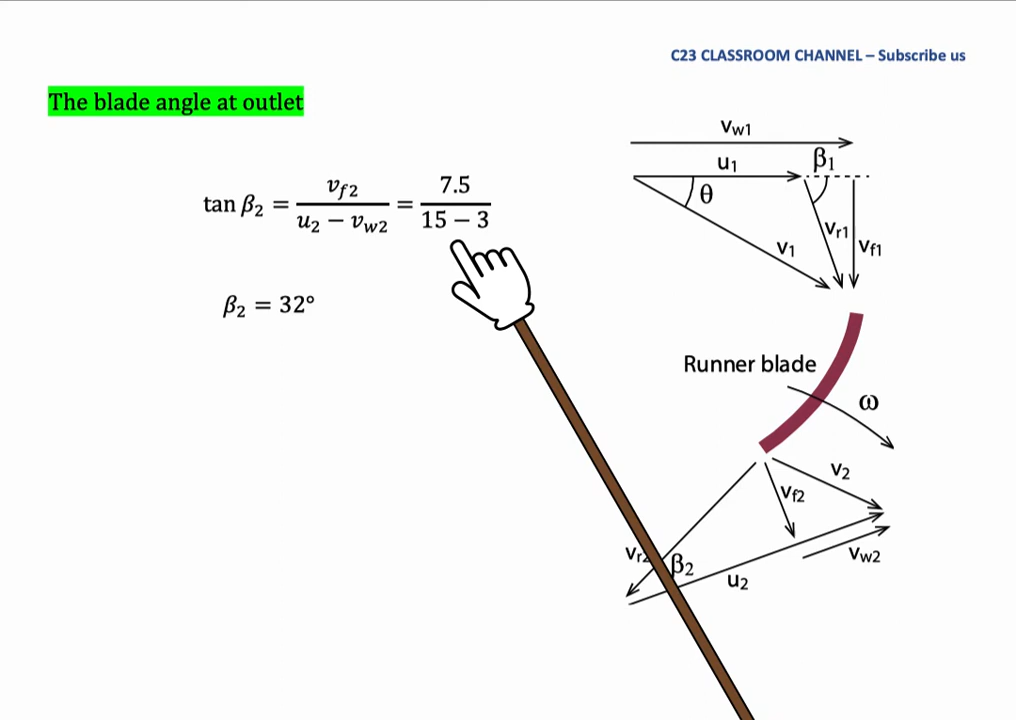 C23 CLASSROOM CHANNEL – Subscribe us
The blade angle at outlet
tan β₂ = v_f2 / (u₂ − v_w2) = 7.5 / (15 − 3)
β₂ = 32°
v_w1
u₁
β₁
θ
v_r1
v₁
v_f1
Runner blade
ω
v₂
v_f2
v_w2
β₂
u₂